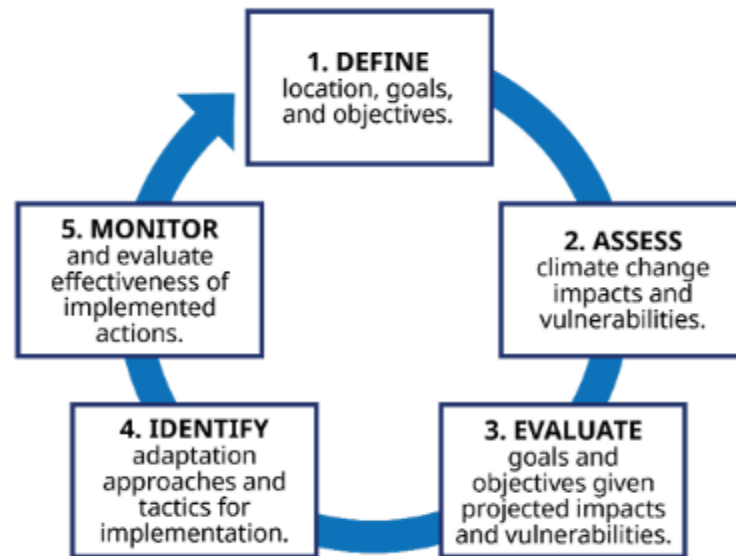 1. DEFINE
location, goals,
and objectives.
2. ASSESS
climate change
impacts and
vulnerabilities.
3. EVALUATE
goals and
objectives given
projected impacts
and vulnerabilities.
4. IDENTIFY
adaptation
approaches and
tactics for
implementation.
5. MONITOR
and evaluate
effectiveness of
implemented
actions.